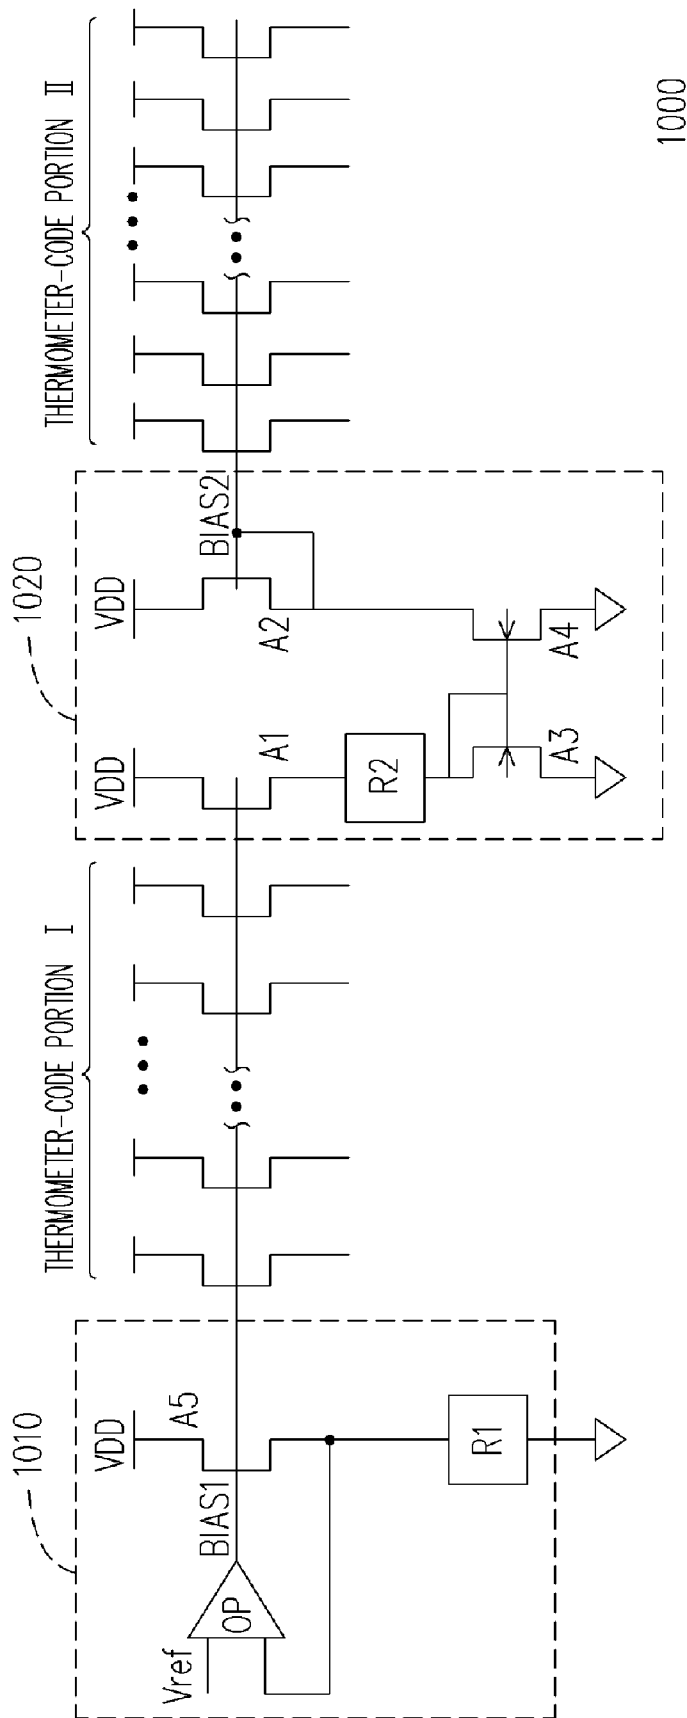 1010
VDD
A5
BIAS1
OP
Vref
R1
THERMOMETER-CODE PORTION I
1020
VDD
VDD
A1
A2
BIAS2
R2
A3
A4
THERMOMETER-CODE PORTION II
1000